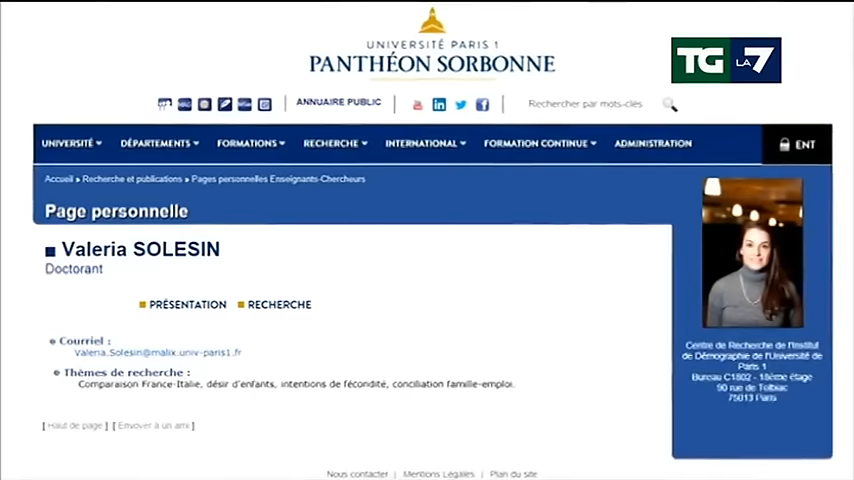 UNIVERSITÉ PARIS 1
PANTHÉON SORBONNE
TG LA 7
ANNUAIRE PUBLIC
Rechercher par mots-clés
UNIVERSITÉ DÉPARTEMENTS FORMATIONS RECHERCHE INTERNATIONAL FORMATION CONTINUE ADMINISTRATION ENT
Accueil » Recherche et publications » Pages personnelles Enseignants-Chercheurs
Page personnelle
Valeria SOLESIN
Doctorant
PRÉSENTATION RECHERCHE
Courriel :
Valeria.Solesin@malix.univ-paris1.fr
Thèmes de recherche :
Comparaison France-Italie, désir d'enfants, intentions de fécondité, conciliation famille-emploi.
[ Haut de page ] [ Envoyer à un ami ]
Centre de Recherche de l'Institut
de Démographie de l'Université de
Paris 1
Bureau C1802 - 18ème étage
90 rue de Tolbiac
75013 Paris
Nous contacter | Mentions Légales | Plan du site